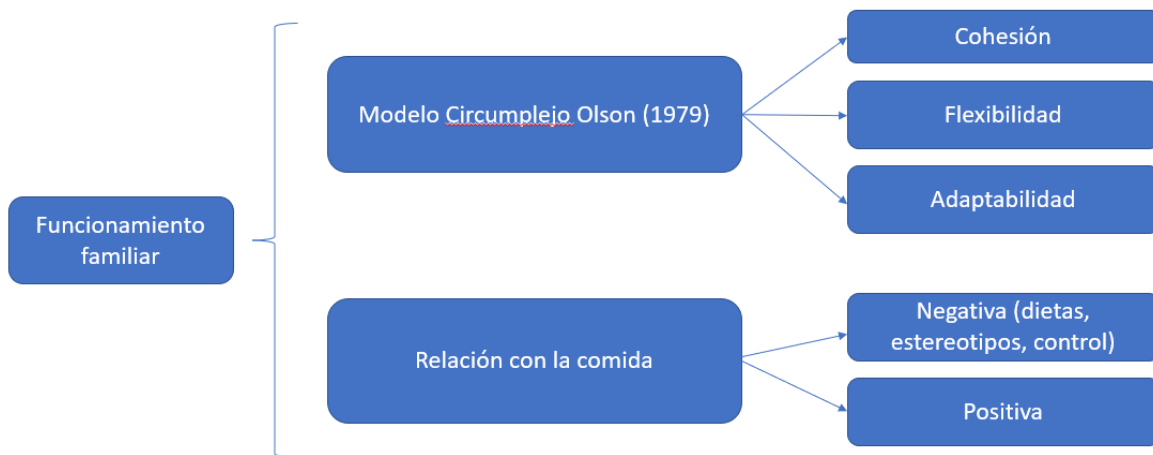 Funcionamiento
familiar
Modelo Circumplejo Olson (1979)
Cohesión
Flexibilidad
Adaptabilidad
Relación con la comida
Negativa (dietas,
estereotipos, control)
Positiva